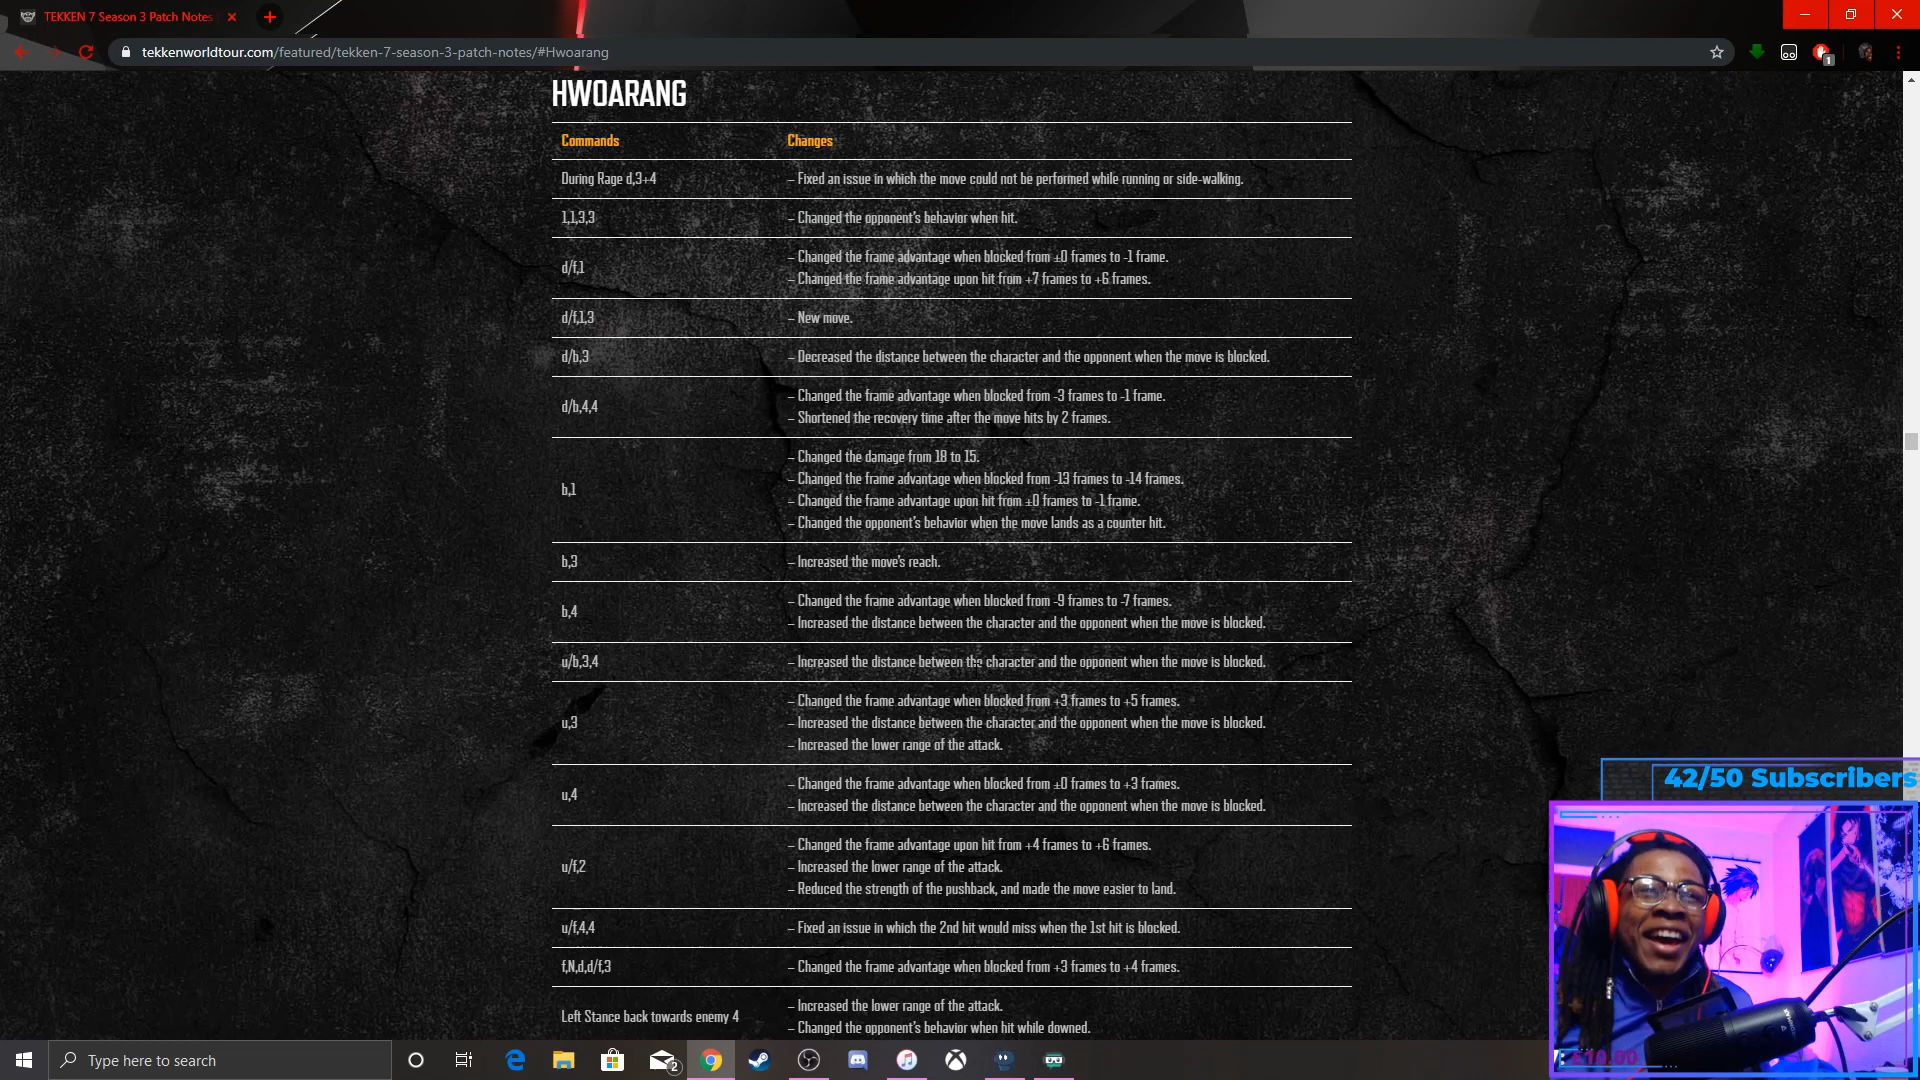 TEKKEN 7 Season 3 Patch Notes
tekkenworldtour.com/featured/tekken-7-season-3-patch-notes/#Hwoarang
1
HWOARANG
Commands Changes
During Rage d,3+4 – Fixed an issue in which the move could not be performed while running or side-walking.
1,1,3,3 – Changed the opponent's behavior when hit.
d/f,1 – Changed the frame advantage when blocked from ±0 frames to -1 frame.
– Changed the frame advantage upon hit from +7 frames to +6 frames.
d/f,1,3 – New move.
d/b,3 – Decreased the distance between the character and the opponent when the move is blocked.
d/b,4,4 – Changed the frame advantage when blocked from -3 frames to -1 frame.
– Shortened the recovery time after the move hits by 2 frames.
b,1 – Changed the damage from 18 to 15.
– Changed the frame advantage when blocked from -13 frames to -14 frames.
– Changed the frame advantage upon hit from ±0 frames to -1 frame.
– Changed the opponent's behavior when the move lands as a counter hit.
b,3 – Increased the move's reach.
b,4 – Changed the frame advantage when blocked from -9 frames to -7 frames.
– Increased the distance between the character and the opponent when the move is blocked.
u/b,3,4 – Increased the distance between the character and the opponent when the move is blocked.
u,3 – Changed the frame advantage when blocked from +3 frames to +5 frames.
– Increased the distance between the character and the opponent when the move is blocked.
– Increased the lower range of the attack.
u,4 – Changed the frame advantage when blocked from ±0 frames to +3 frames.
– Increased the distance between the character and the opponent when the move is blocked.
u/f,2 – Changed the frame advantage upon hit from +4 frames to +6 frames.
– Increased the lower range of the attack.
– Reduced the strength of the pushback, and made the move easier to land.
u/f,4,4 – Fixed an issue in which the 2nd hit would miss when the 1st hit is blocked.
f,N,d,d/f,3 – Changed the frame advantage when blocked from +3 frames to +4 frames.
Left Stance back towards enemy 4 – Increased the lower range of the attack.
– Changed the opponent's behavior when hit while downed.
42/50 Subscribers
£10.00
Type here to search
2